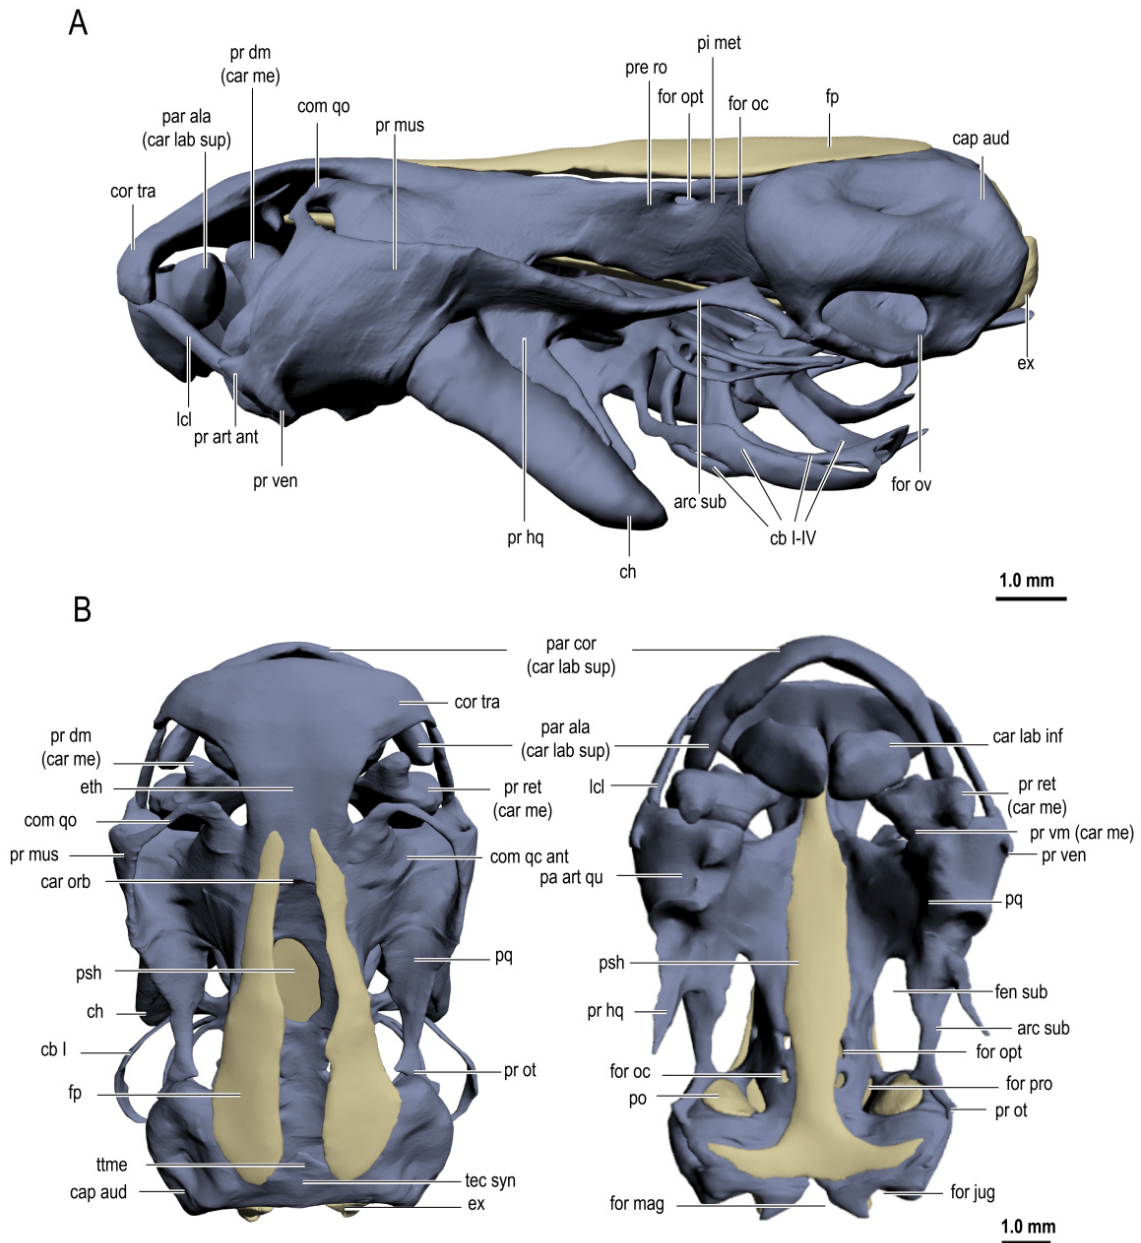 A
pr dm
(car me)
par ala
(car lab sup)
com qo
pr mus
cor tra
pi met
pre ro
for opt
for oc
fp
cap aud
lcl
pr art ant
pr ven
pr hq
ch
arc sub
cb I-IV
for ov
ex
1.0 mm
B
par cor
(car lab sup)
cor tra
pr dm
(car me)
par ala
(car lab sup)
car lab inf
eth
pr ret
(car me)
lcl
pr ret
(car me)
com qo
pr vm (car me)
pr mus
com qc ant
pr ven
car orb
pa art qu
pq
psh
pq
psh
fen sub
ch
pr hq
arc sub
cb I
for opt
pr ot
for oc
for pro
fp
po
pr ot
ttme
tec syn
cap aud
ex
for mag
for jug
1.0 mm